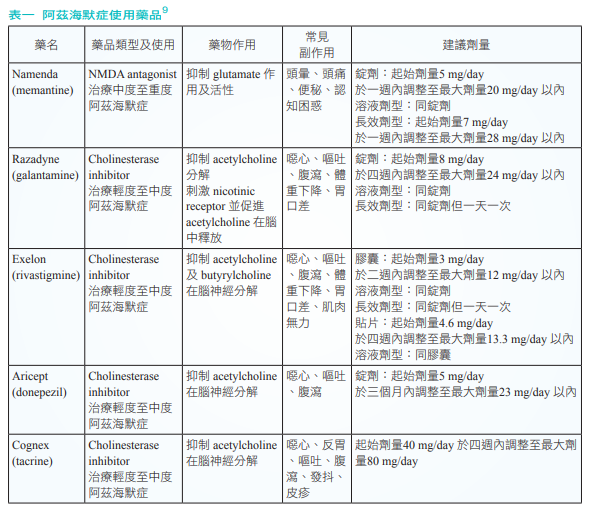 表一 阿茲海默症使用藥品9
藥名
藥品類型及使用
藥物作用
常見
副作用
建議劑量
Namenda
(memantine)
NMDA antagonist
治療中度至重度
阿茲海默症
抑制 glutamate 作
用及活性
頭暈、頭痛
、便秘、認
知困惑
錠劑：起始劑量5 mg/day
於一週內調整至最大劑量20 mg/day 以內
溶液劑型：同錠劑
長效劑型：起始劑量7 mg/day
於一週內調整至最大劑量28 mg/day 以內
Razadyne
(galantamine)
Cholinesterase
inhibitor
治療輕度至中度
阿茲海默症
抑制 acetylcholine
分解
刺激 nicotinic
receptor 並促進
acetylcholine 在腦
中釋放
噁心、嘔吐
、腹瀉、體
重下降、胃
口差
錠劑：起始劑量8 mg/day
於四週內調整至最大劑量24 mg/day 以內
溶液劑型：同錠劑
長效劑型：同錠劑但一天一次
Exelon
(rivastigmine)
Cholinesterase
inhibitor
治療輕度至中度
阿茲海默症
抑制 acetylcholine
及 butyrylcholine
在腦神經分解
噁心、嘔吐
、腹瀉、體
重下降、胃
口差、肌肉
無力
膠囊：起始劑量3 mg/day
於二週內調整至最大劑量12 mg/day 以內
溶液劑型：同錠劑
長效劑型：同錠劑但一天一次
貼片：起始劑量4.6 mg/day
於四週內調整至最大劑量13.3 mg/day 以內
溶液劑型：同膠囊
Aricept
(donepezil)
Cholinesterase
inhibitor
治療輕度至中度
阿茲海默症
抑制 acetylcholine
在腦神經分解
噁心、嘔吐
、腹瀉
錠劑：起始劑量5 mg/day
於三個月內調整至最大劑量23 mg/day 以內
Cognex
(tacrine)
Cholinesterase
inhibitor
治療輕度至中度
阿茲海默症
抑制 acetylcholine
在腦神經分解
噁心、反胃
、嘔吐、腹
瀉、發抖、
皮疹
起始劑量40 mg/day 於四週內調整至最大劑
量80 mg/day